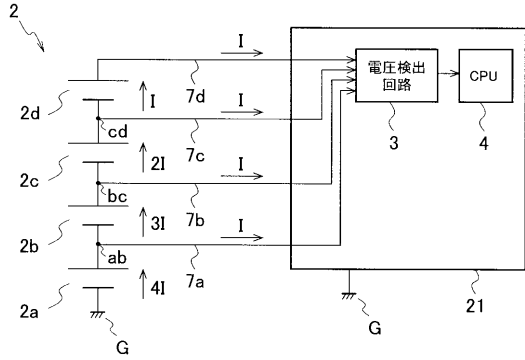 2
I
7d
電圧検出
回路
3
CPU
4
2d
I
cd
I
7c
2c
2I
bc
I
7b
2b
3I
ab
I
7a
2a
4I
G
G
21